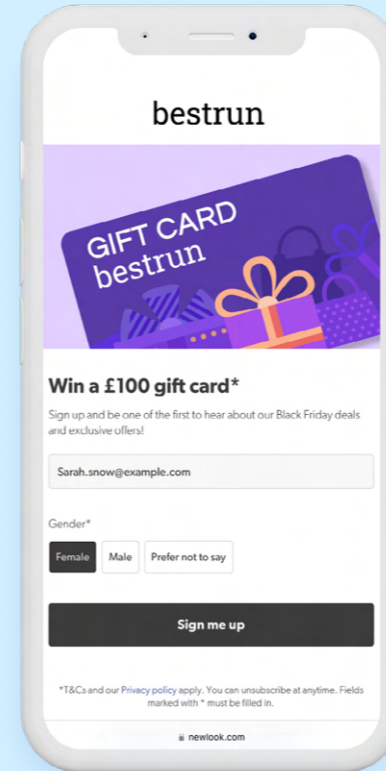 bestrun
GIFT CARD
bestrun
Win a £100 gift card*
Sign up and be one of the first to hear about our Black Friday deals
and exclusive offers!
Sarah.snow@example.com
Gender*
Female Male Prefer not to say
Sign me up
*T&Cs and our Privacy policy apply. You can unsubscribe at anytime. Fields
marked with * must be filled in.
newlook.com